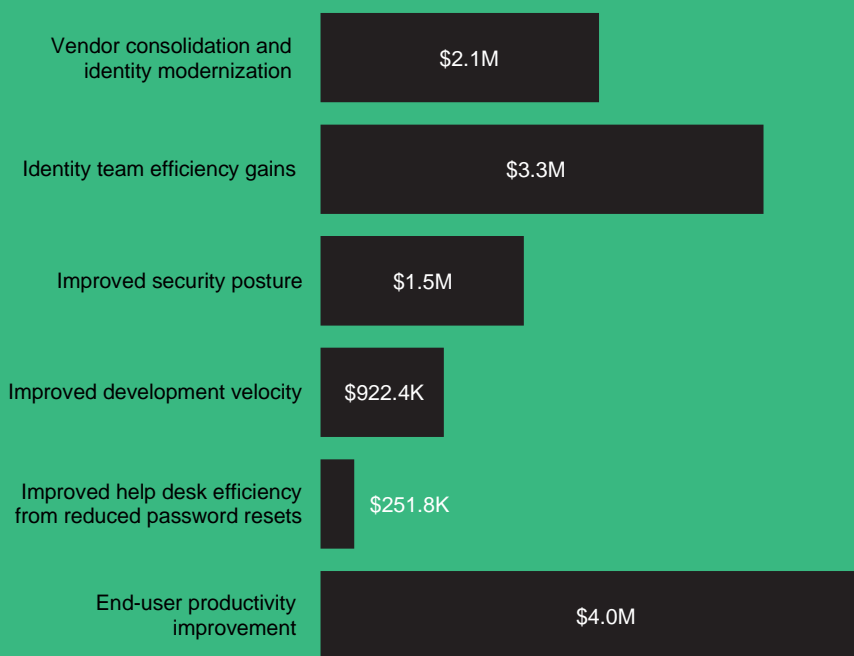 Vendor consolidation and
identity modernization
$2.1M
Identity team efficiency gains
$3.3M
Improved security posture
$1.5M
Improved development velocity
$922.4K
Improved help desk efficiency
from reduced password resets
$251.8K
End-user productivity
improvement
$4.0M